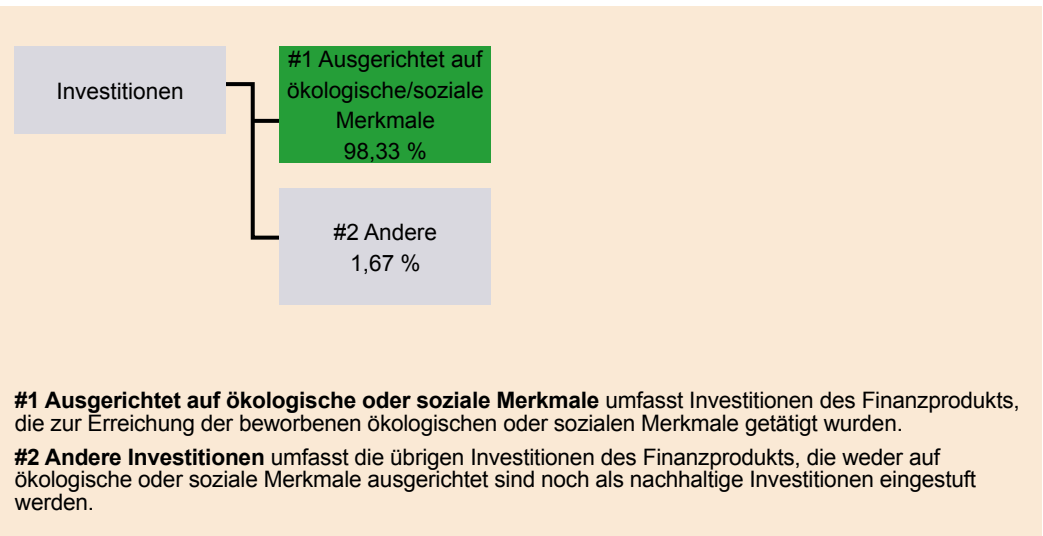 Investitionen
#1 Ausgerichtet auf
ökologische/soziale
Merkmale
98,33 %
#2 Andere
1,67 %
#1 Ausgerichtet auf ökologische oder soziale Merkmale umfasst Investitionen des Finanzprodukts,
die zur Erreichung der beworbenen ökologischen oder sozialen Merkmale getätigt wurden.
#2 Andere Investitionen umfasst die übrigen Investitionen des Finanzprodukts, die weder auf
ökologische oder soziale Merkmale ausgerichtet sind noch als nachhaltige Investitionen eingestuft
werden.